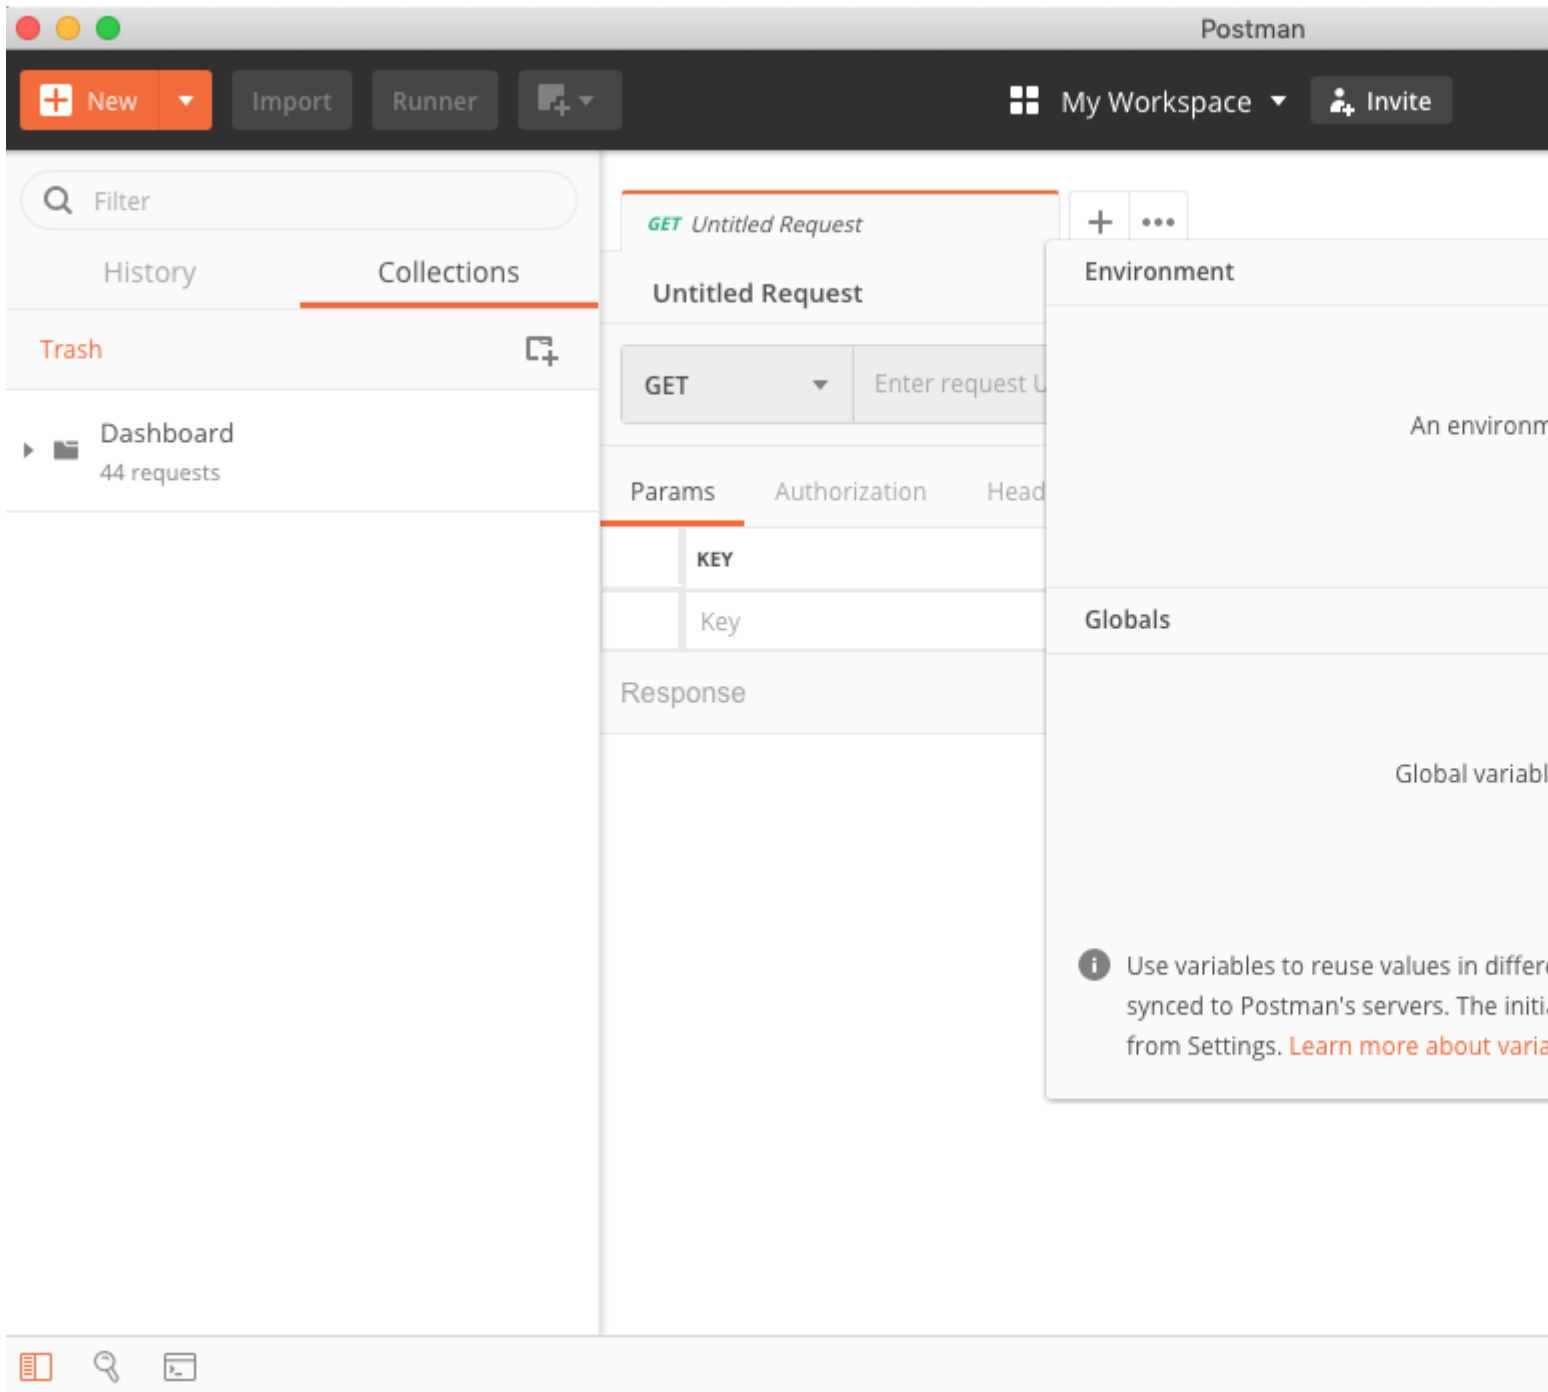 Postman
New
Import
Runner
My Workspace
Invite
Filter
History
Collections
Trash
Dashboard
44 requests
GET Untitled Request
Untitled Request
GET
Enter request
Params
Authorization
Head
KEY
Key
Response
Environment
An environm
Globals
Global variabl
Use variables to reuse values in differe
synced to Postman's servers. The initia
from Settings. Learn more about varia